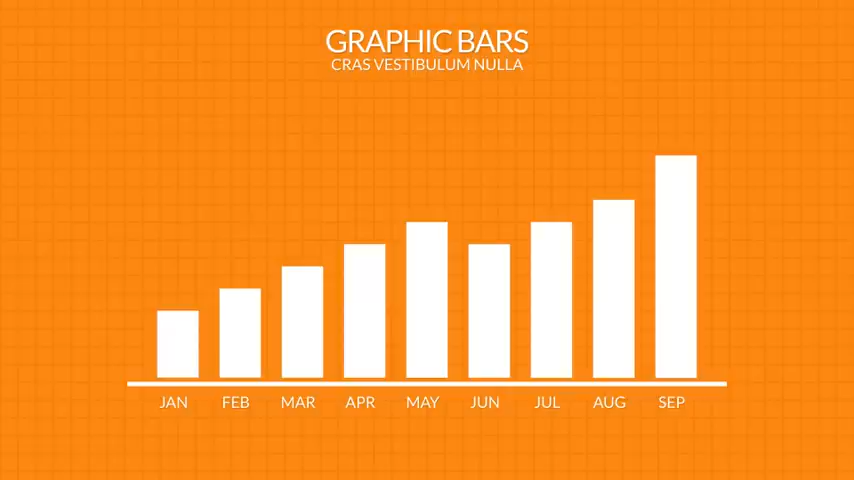 GRAPHIC BARS
CRAS VESTIBULUM NULLA
JAN FEB MAR APR MAY JUN JUL AUG SEP